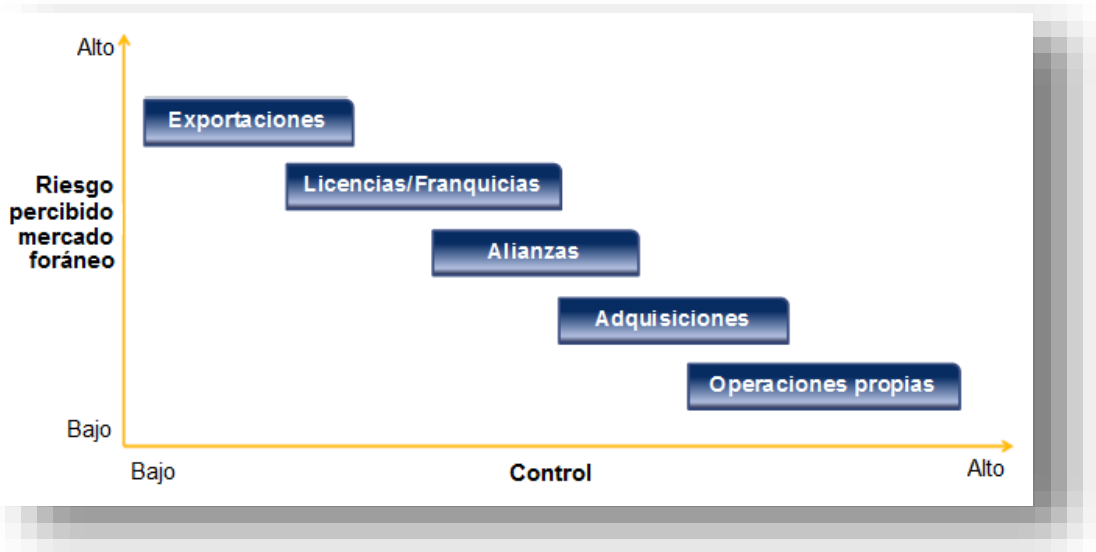 Alto
Exportaciones
Licencias/Franquicias
Riesgo
percibido
mercado
foráneo
Alianzas
Adquisiciones
Operaciones propias
Bajo
Bajo
Control
Alto